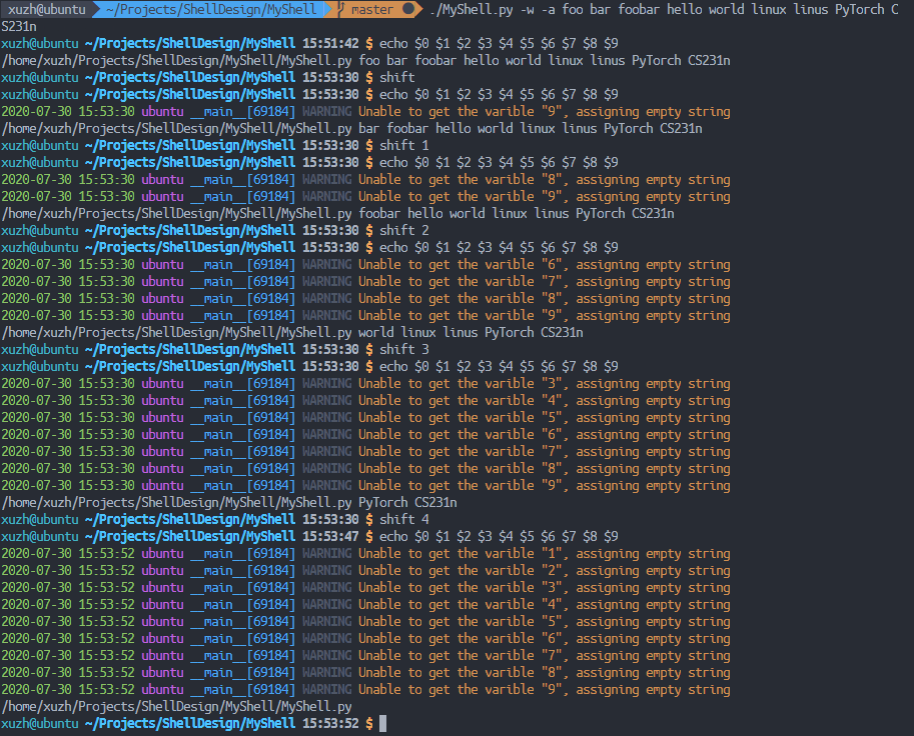 xuzh@ubuntu ~/Projects/ShellDesign/MyShell master ./MyShell.py -w -a foo bar foobar hello world linux linus PyTorch C
S231n
xuzh@ubuntu ~/Projects/ShellDesign/MyShell 15:51:42 $ echo $0 $1 $2 $3 $4 $5 $6 $7 $8 $9
/home/xuzh/Projects/ShellDesign/MyShell/MyShell.py foo bar foobar hello world linux linus PyTorch CS231n
xuzh@ubuntu ~/Projects/ShellDesign/MyShell 15:53:30 $ shift
xuzh@ubuntu ~/Projects/ShellDesign/MyShell 15:53:30 $ echo $0 $1 $2 $3 $4 $5 $6 $7 $8 $9
2020-07-30 15:53:30 ubuntu __main__[69184] WARNING Unable to get the varible "9", assigning empty string
/home/xuzh/Projects/ShellDesign/MyShell/MyShell.py bar foobar hello world linux linus PyTorch CS231n
xuzh@ubuntu ~/Projects/ShellDesign/MyShell 15:53:30 $ shift 1
xuzh@ubuntu ~/Projects/ShellDesign/MyShell 15:53:30 $ echo $0 $1 $2 $3 $4 $5 $6 $7 $8 $9
2020-07-30 15:53:30 ubuntu __main__[69184] WARNING Unable to get the varible "8", assigning empty string
2020-07-30 15:53:30 ubuntu __main__[69184] WARNING Unable to get the varible "9", assigning empty string
/home/xuzh/Projects/ShellDesign/MyShell/MyShell.py foobar hello world linux linus PyTorch CS231n
xuzh@ubuntu ~/Projects/ShellDesign/MyShell 15:53:30 $ shift 2
xuzh@ubuntu ~/Projects/ShellDesign/MyShell 15:53:30 $ echo $0 $1 $2 $3 $4 $5 $6 $7 $8 $9
2020-07-30 15:53:30 ubuntu __main__[69184] WARNING Unable to get the varible "6", assigning empty string
2020-07-30 15:53:30 ubuntu __main__[69184] WARNING Unable to get the varible "7", assigning empty string
2020-07-30 15:53:30 ubuntu __main__[69184] WARNING Unable to get the varible "8", assigning empty string
2020-07-30 15:53:30 ubuntu __main__[69184] WARNING Unable to get the varible "9", assigning empty string
/home/xuzh/Projects/ShellDesign/MyShell/MyShell.py world linux linus PyTorch CS231n
xuzh@ubuntu ~/Projects/ShellDesign/MyShell 15:53:30 $ shift 3
xuzh@ubuntu ~/Projects/ShellDesign/MyShell 15:53:30 $ echo $0 $1 $2 $3 $4 $5 $6 $7 $8 $9
2020-07-30 15:53:30 ubuntu __main__[69184] WARNING Unable to get the varible "3", assigning empty string
2020-07-30 15:53:30 ubuntu __main__[69184] WARNING Unable to get the varible "4", assigning empty string
2020-07-30 15:53:30 ubuntu __main__[69184] WARNING Unable to get the varible "5", assigning empty string
2020-07-30 15:53:30 ubuntu __main__[69184] WARNING Unable to get the varible "6", assigning empty string
2020-07-30 15:53:30 ubuntu __main__[69184] WARNING Unable to get the varible "7", assigning empty string
2020-07-30 15:53:30 ubuntu __main__[69184] WARNING Unable to get the varible "8", assigning empty string
2020-07-30 15:53:30 ubuntu __main__[69184] WARNING Unable to get the varible "9", assigning empty string
/home/xuzh/Projects/ShellDesign/MyShell/MyShell.py PyTorch CS231n
xuzh@ubuntu ~/Projects/ShellDesign/MyShell 15:53:30 $ shift 4
xuzh@ubuntu ~/Projects/ShellDesign/MyShell 15:53:47 $ echo $0 $1 $2 $3 $4 $5 $6 $7 $8 $9
2020-07-30 15:53:52 ubuntu __main__[69184] WARNING Unable to get the varible "1", assigning empty string
2020-07-30 15:53:52 ubuntu __main__[69184] WARNING Unable to get the varible "2", assigning empty string
2020-07-30 15:53:52 ubuntu __main__[69184] WARNING Unable to get the varible "3", assigning empty string
2020-07-30 15:53:52 ubuntu __main__[69184] WARNING Unable to get the varible "4", assigning empty string
2020-07-30 15:53:52 ubuntu __main__[69184] WARNING Unable to get the varible "5", assigning empty string
2020-07-30 15:53:52 ubuntu __main__[69184] WARNING Unable to get the varible "6", assigning empty string
2020-07-30 15:53:52 ubuntu __main__[69184] WARNING Unable to get the varible "7", assigning empty string
2020-07-30 15:53:52 ubuntu __main__[69184] WARNING Unable to get the varible "8", assigning empty string
2020-07-30 15:53:52 ubuntu __main__[69184] WARNING Unable to get the varible "9", assigning empty string
/home/xuzh/Projects/ShellDesign/MyShell/MyShell.py
xuzh@ubuntu ~/Projects/ShellDesign/MyShell 15:53:52 $